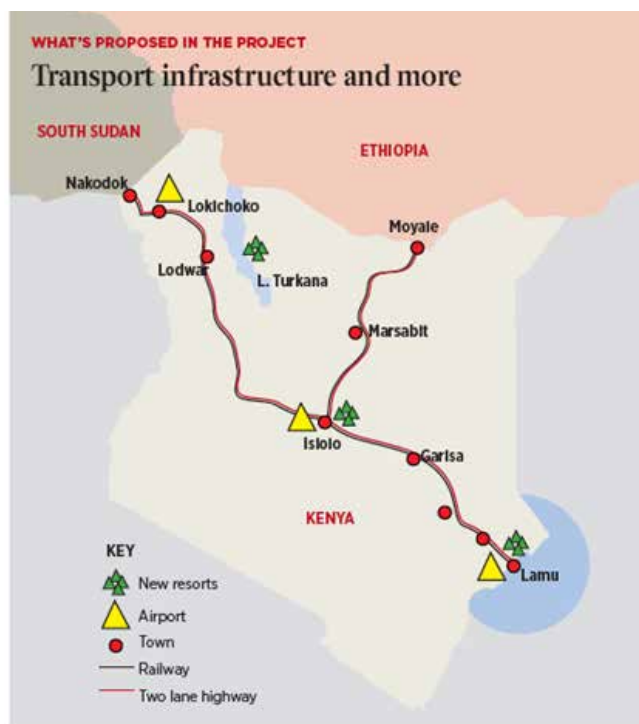 WHAT'S PROPOSED IN THE PROJECT
Transport infrastructure and more
SOUTH SUDAN
ETHIOPIA
Nakodok
Lokichoko
Moyale
Lodwar
L. Turkana
Marsabit
Isiolo
Garisa
KENYA
Lamu
KEY
New resorts
Airport
Town
Railway
Two lane highway